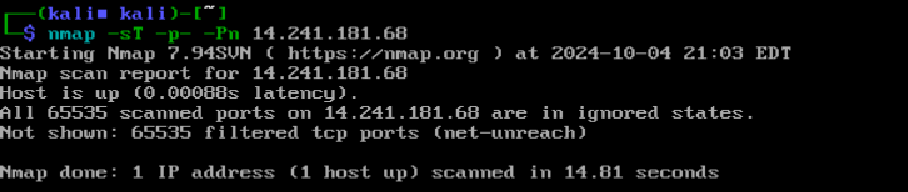 ┌──(kali■ kali)-[~]
└─$ nmap -sT -p- -Pn 14.241.181.68
Starting Nmap 7.94SVN ( https://nmap.org ) at 2024-10-04 21:03 EDT
Nmap scan report for 14.241.181.68
Host is up (0.00088s latency).
All 65535 scanned ports on 14.241.181.68 are in ignored states.
Not shown: 65535 filtered tcp ports (net-unreach)
Nmap done: 1 IP address (1 host up) scanned in 14.81 seconds